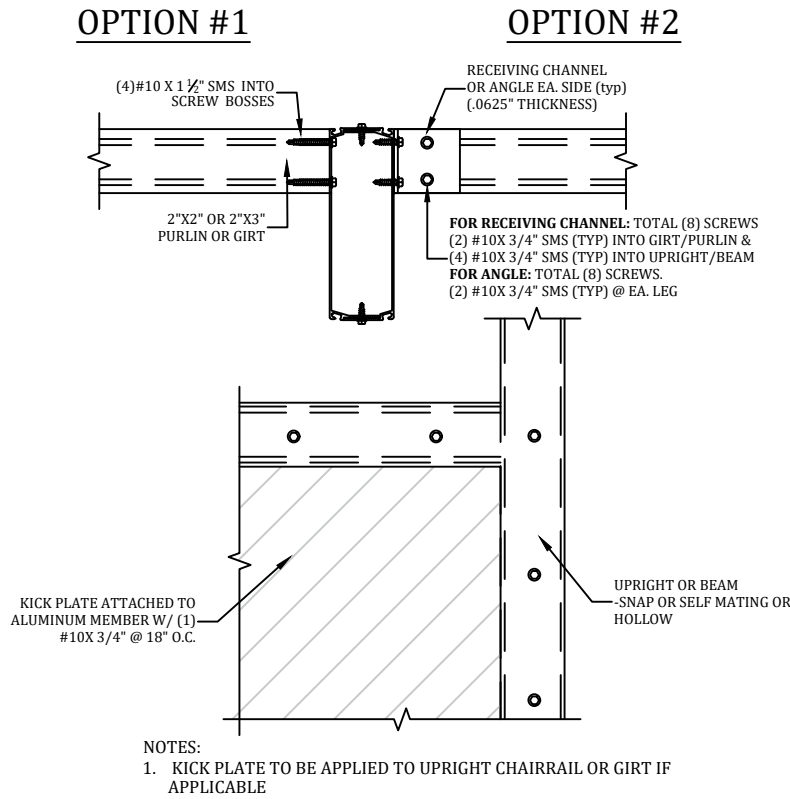 OPTION #1
OPTION #2
(4)#10 X 1 ½" SMS INTO
SCREW BOSSES
RECEIVING CHANNEL
OR ANGLE EA. SIDE (typ)
(.0625" THICKNESS)
2"X2" OR 2"X3"
PURLIN OR GIRT
FOR RECEIVING CHANNEL: TOTAL (8) SCREWS
(2) #10X 3/4" SMS (TYP) INTO GIRT/PURLIN &
(4) #10X 3/4" SMS (TYP) INTO UPRIGHT/BEAM
FOR ANGLE: TOTAL (8) SCREWS.
(2) #10X 3/4" SMS (TYP) @ EA. LEG
KICK PLATE ATTACHED TO
ALUMINUM MEMBER W/ (1)
#10X 3/4" @ 18" O.C.
UPRIGHT OR BEAM
-SNAP OR SELF MATING OR
HOLLOW
NOTES:
1. KICK PLATE TO BE APPLIED TO UPRIGHT CHAIRRAIL OR GIRT IF
APPLICABLE